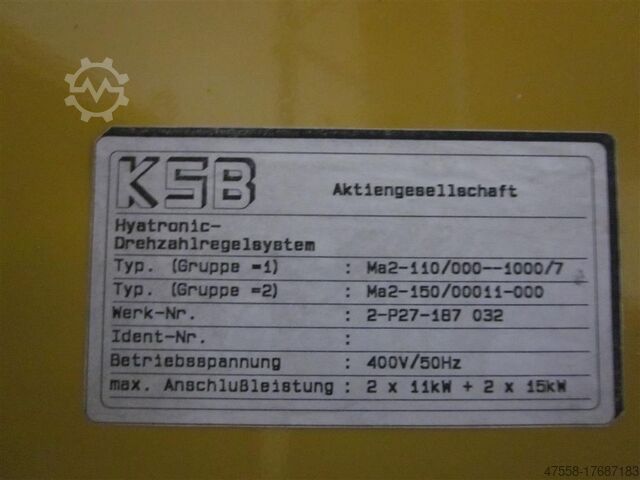 KSB Aktiengesellschaft
Hyatronic-
Drehzahlregelsystem
Typ. (Gruppe =1) : Ma2-110/000--1000/7
Typ. (Gruppe =2) : Ma2-150/00011-000
Werk-Nr. : 2-P27-187 032
Ident-Nr. :
Betriebsspannung : 400V/50Hz
max. Anschlußleistung : 2 x 11kW + 2 x 15kW
47558-17687183